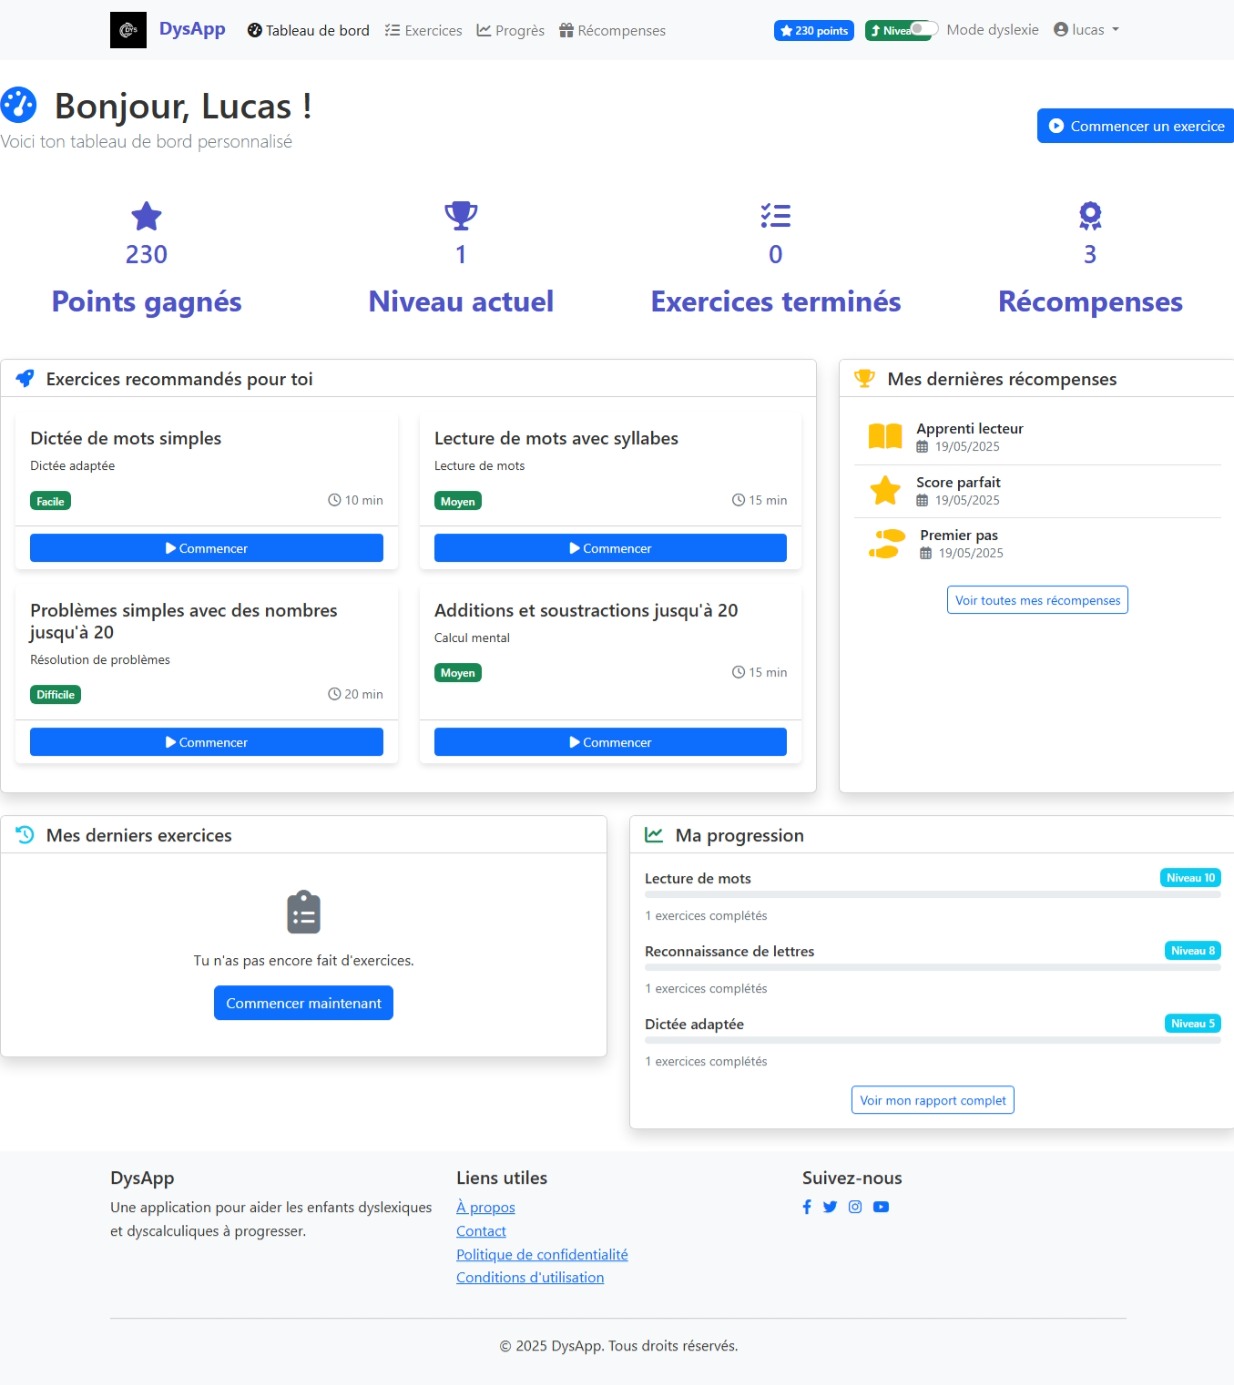 DYS
DysApp
Tableau de bord
Exercices
Progrès
Récompenses
230 points
Nivea
Mode dyslexie
lucas
Bonjour, Lucas !
Voici ton tableau de bord personnalisé
Commencer un exercice
230
Points gagnés
1
Niveau actuel
0
Exercices terminés
3
Récompenses
Exercices recommandés pour toi
Dictée de mots simples
Dictée adaptée
Facile
10 min
Commencer
Lecture de mots avec syllabes
Lecture de mots
Moyen
15 min
Commencer
Problèmes simples avec des nombres
jusqu'à 20
Résolution de problèmes
Difficile
20 min
Commencer
Additions et soustractions jusqu'à 20
Calcul mental
Moyen
15 min
Commencer
Mes dernières récompenses
Apprenti lecteur
19/05/2025
Score parfait
19/05/2025
Premier pas
19/05/2025
Voir toutes mes récompenses
Mes derniers exercices
Tu n'as pas encore fait d'exercices.
Commencer maintenant
Ma progression
Lecture de mots
Niveau 10
1 exercices complétés
Reconnaissance de lettres
Niveau 8
1 exercices complétés
Dictée adaptée
Niveau 5
1 exercices complétés
Voir mon rapport complet
DysApp
Une application pour aider les enfants dyslexiques
et dyscalculiques à progresser.
Liens utiles
À propos
Contact
Politique de confidentialité
Conditions d'utilisation
Suivez-nous
© 2025 DysApp. Tous droits réservés.